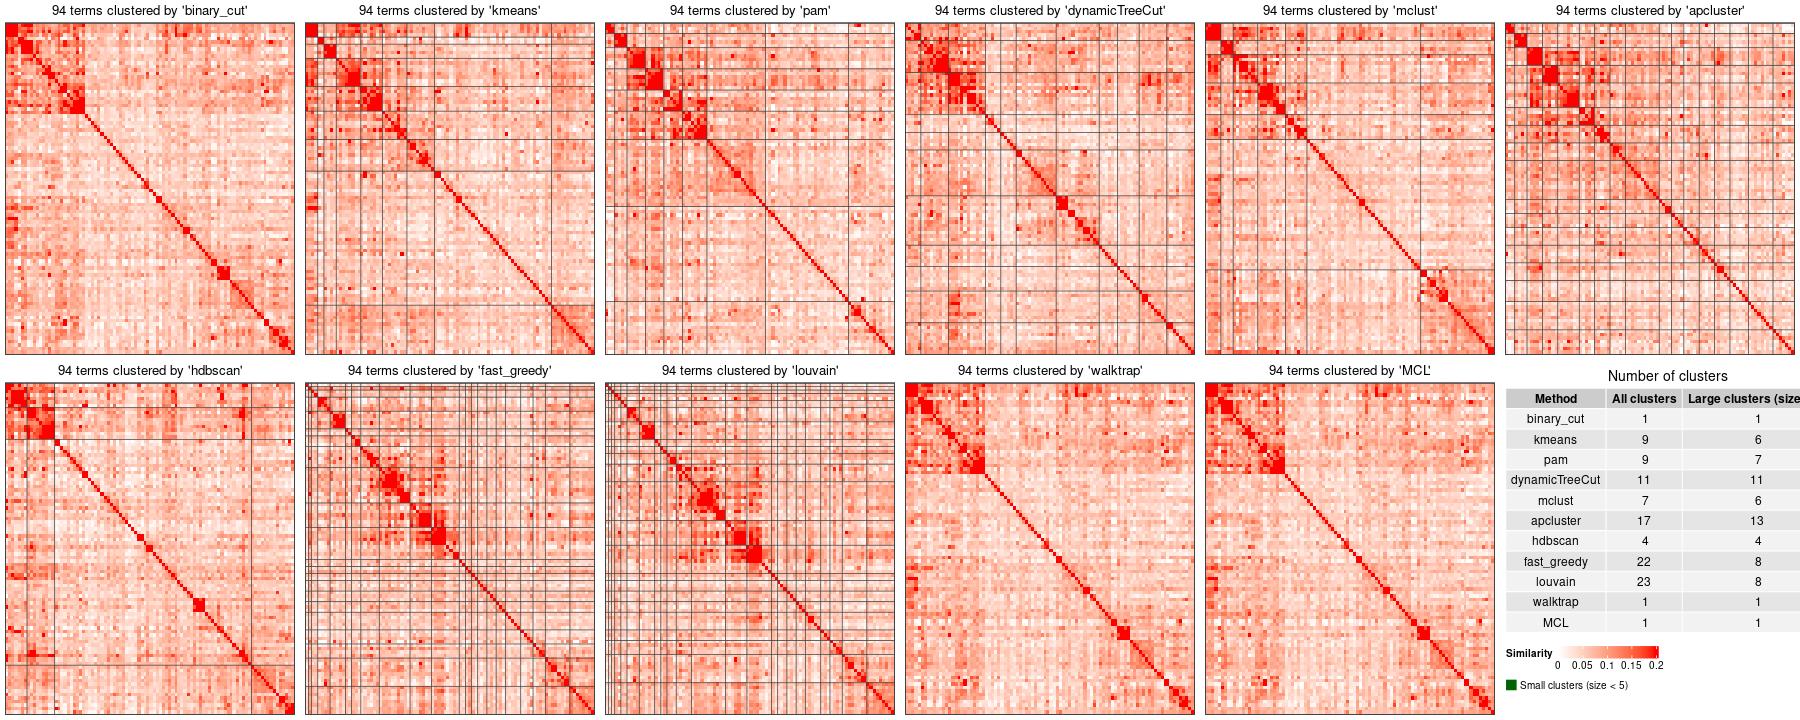 94 terms clustered by 'binary_cut'
94 terms clustered by 'kmeans'
94 terms clustered by 'pam'
94 terms clustered by 'dynamicTreeCut'
94 terms clustered by 'mclust'
94 terms clustered by 'apcluster'
94 terms clustered by 'hdbscan'
94 terms clustered by 'fast_greedy'
94 terms clustered by 'louvain'
94 terms clustered by 'walktrap'
94 terms clustered by 'MCL'
Number of clusters
Method All clusters Large clusters (size
binary_cut 1 1
kmeans 9 6
pam 9 7
dynamicTreeCut 11 11
mclust 7 6
apcluster 17 13
hdbscan 4 4
fast_greedy 22 8
louvain 23 8
walktrap 1 1
MCL 1 1
Similarity
0 0.05 0.1 0.15 0.2
Small clusters (size < 5)